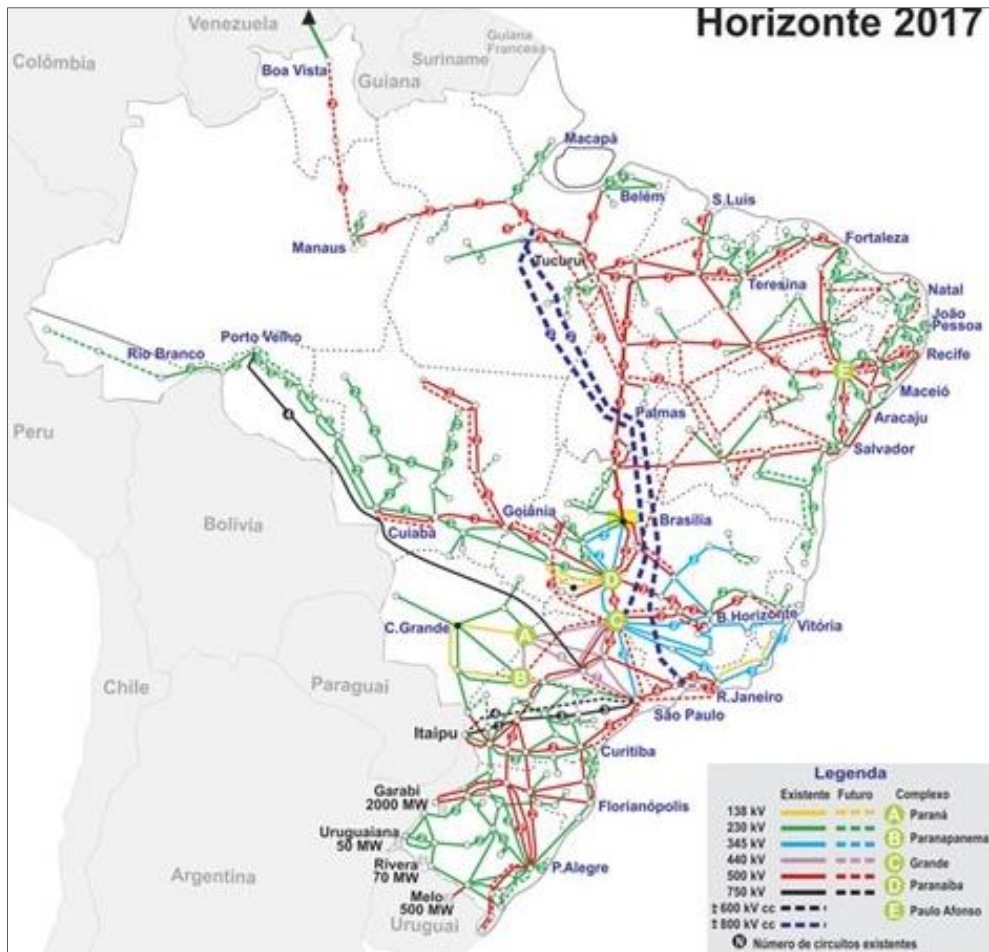 Horizonte 2017
Venezuela
Guiana
Francesa
Suriname
Colômbia
Boa Vista
Guiana
Macapá
Belém
S.Luis
Manaus
Fortaleza
Tucuruí
Teresina
Natal
João
Pessoa
Porto Velho
Rio Branco
Recife
E
Maceió
Palmas
Aracaju
Peru
Salvador
Goiânia
Brasília
Bolívia
Cuiabá
D
B.Horizonte
C
Vitória
C.Grande
A
B
Chile
Paraguai
R.Janeiro
São Paulo
Itaipu
Curitiba
Garabi
2000 MW
Florianópolis
Uruguaiana
50 MW
Rivera
70 MW
P.Alegre
Argentina
Melo
500 MW
Uruguai
Legenda
Existente Futuro Complexo
138 kV A Paraná
230 kV
345 kV B Paranapanema
440 kV C Grande
500 kV
750 kV D Paranaíba
± 600 kV cc E Paulo Afonso
± 800 kV cc
N Número de circuitos existentes